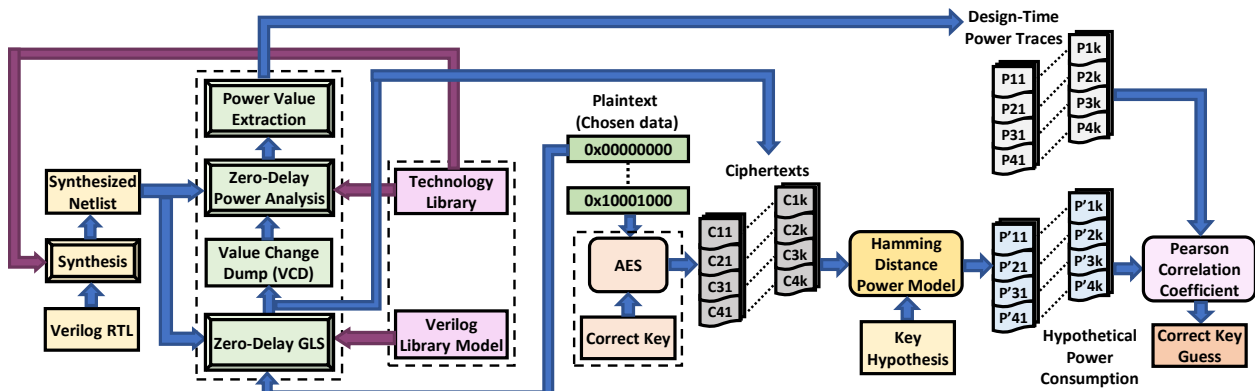 Design-Time
Power Traces
P11
P21
P31
P41
P1k
P2k
P3k
P4k
Power Value
Extraction
Plaintext
(Chosen data)
0x00000000
0x10001000
Synthesized
Netlist
Zero-Delay
Power Analysis
Technology
Library
Ciphertexts
C11
C21
C31
C41
C1k
C2k
C3k
C4k
Synthesis
Value Change
Dump (VCD)
AES
Hamming
Distance
Power Model
P'11
P'21
P'31
P'41
P'1k
P'2k
P'3k
P'4k
Pearson
Correlation
Coefficient
Verilog RTL
Zero-Delay GLS
Verilog
Library Model
Correct Key
Key
Hypothesis
Hypothetical
Power
Consumption
Correct Key
Guess